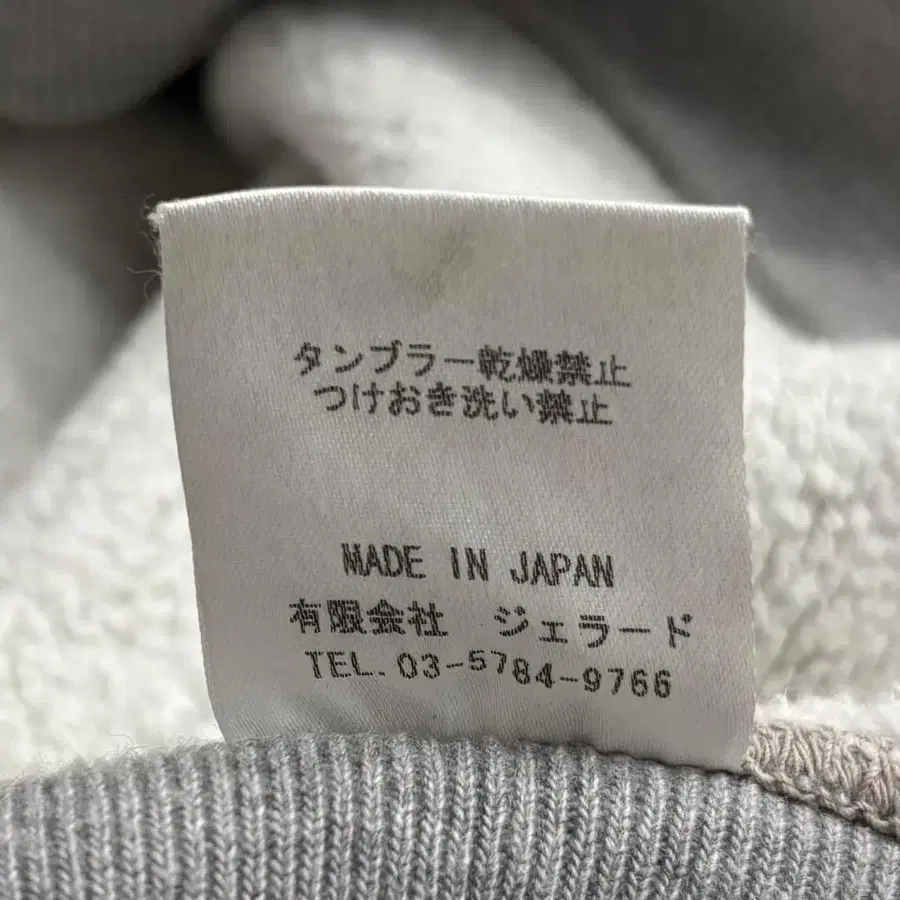 タンブラー乾燥禁止
つけおき洗い禁止
MADE IN JAPAN
有限会社　ジェラード
TEL. 03-5784-9766